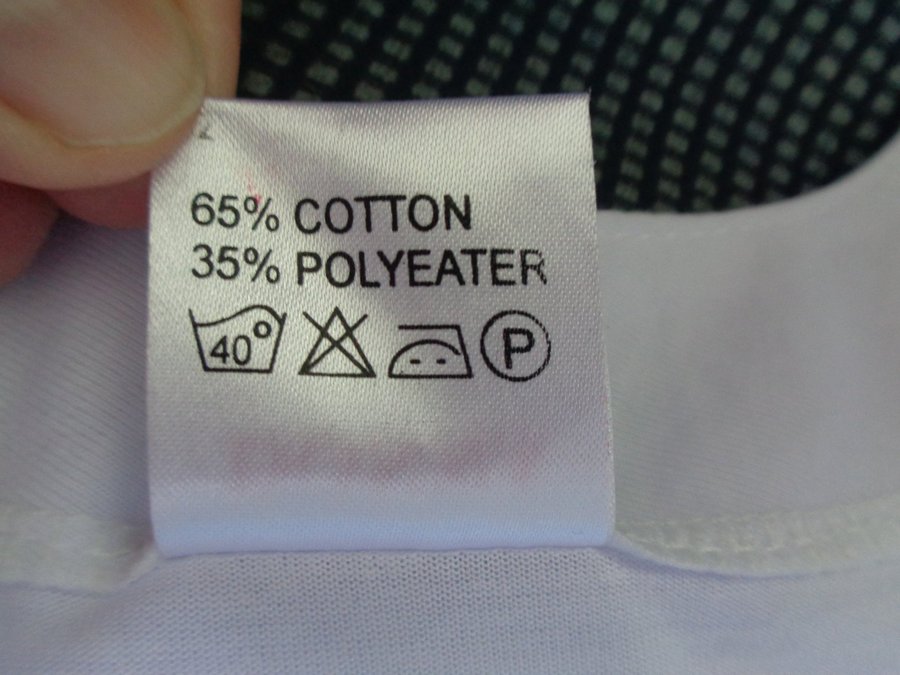 65% COTTON
35% POLYEATER
40° P